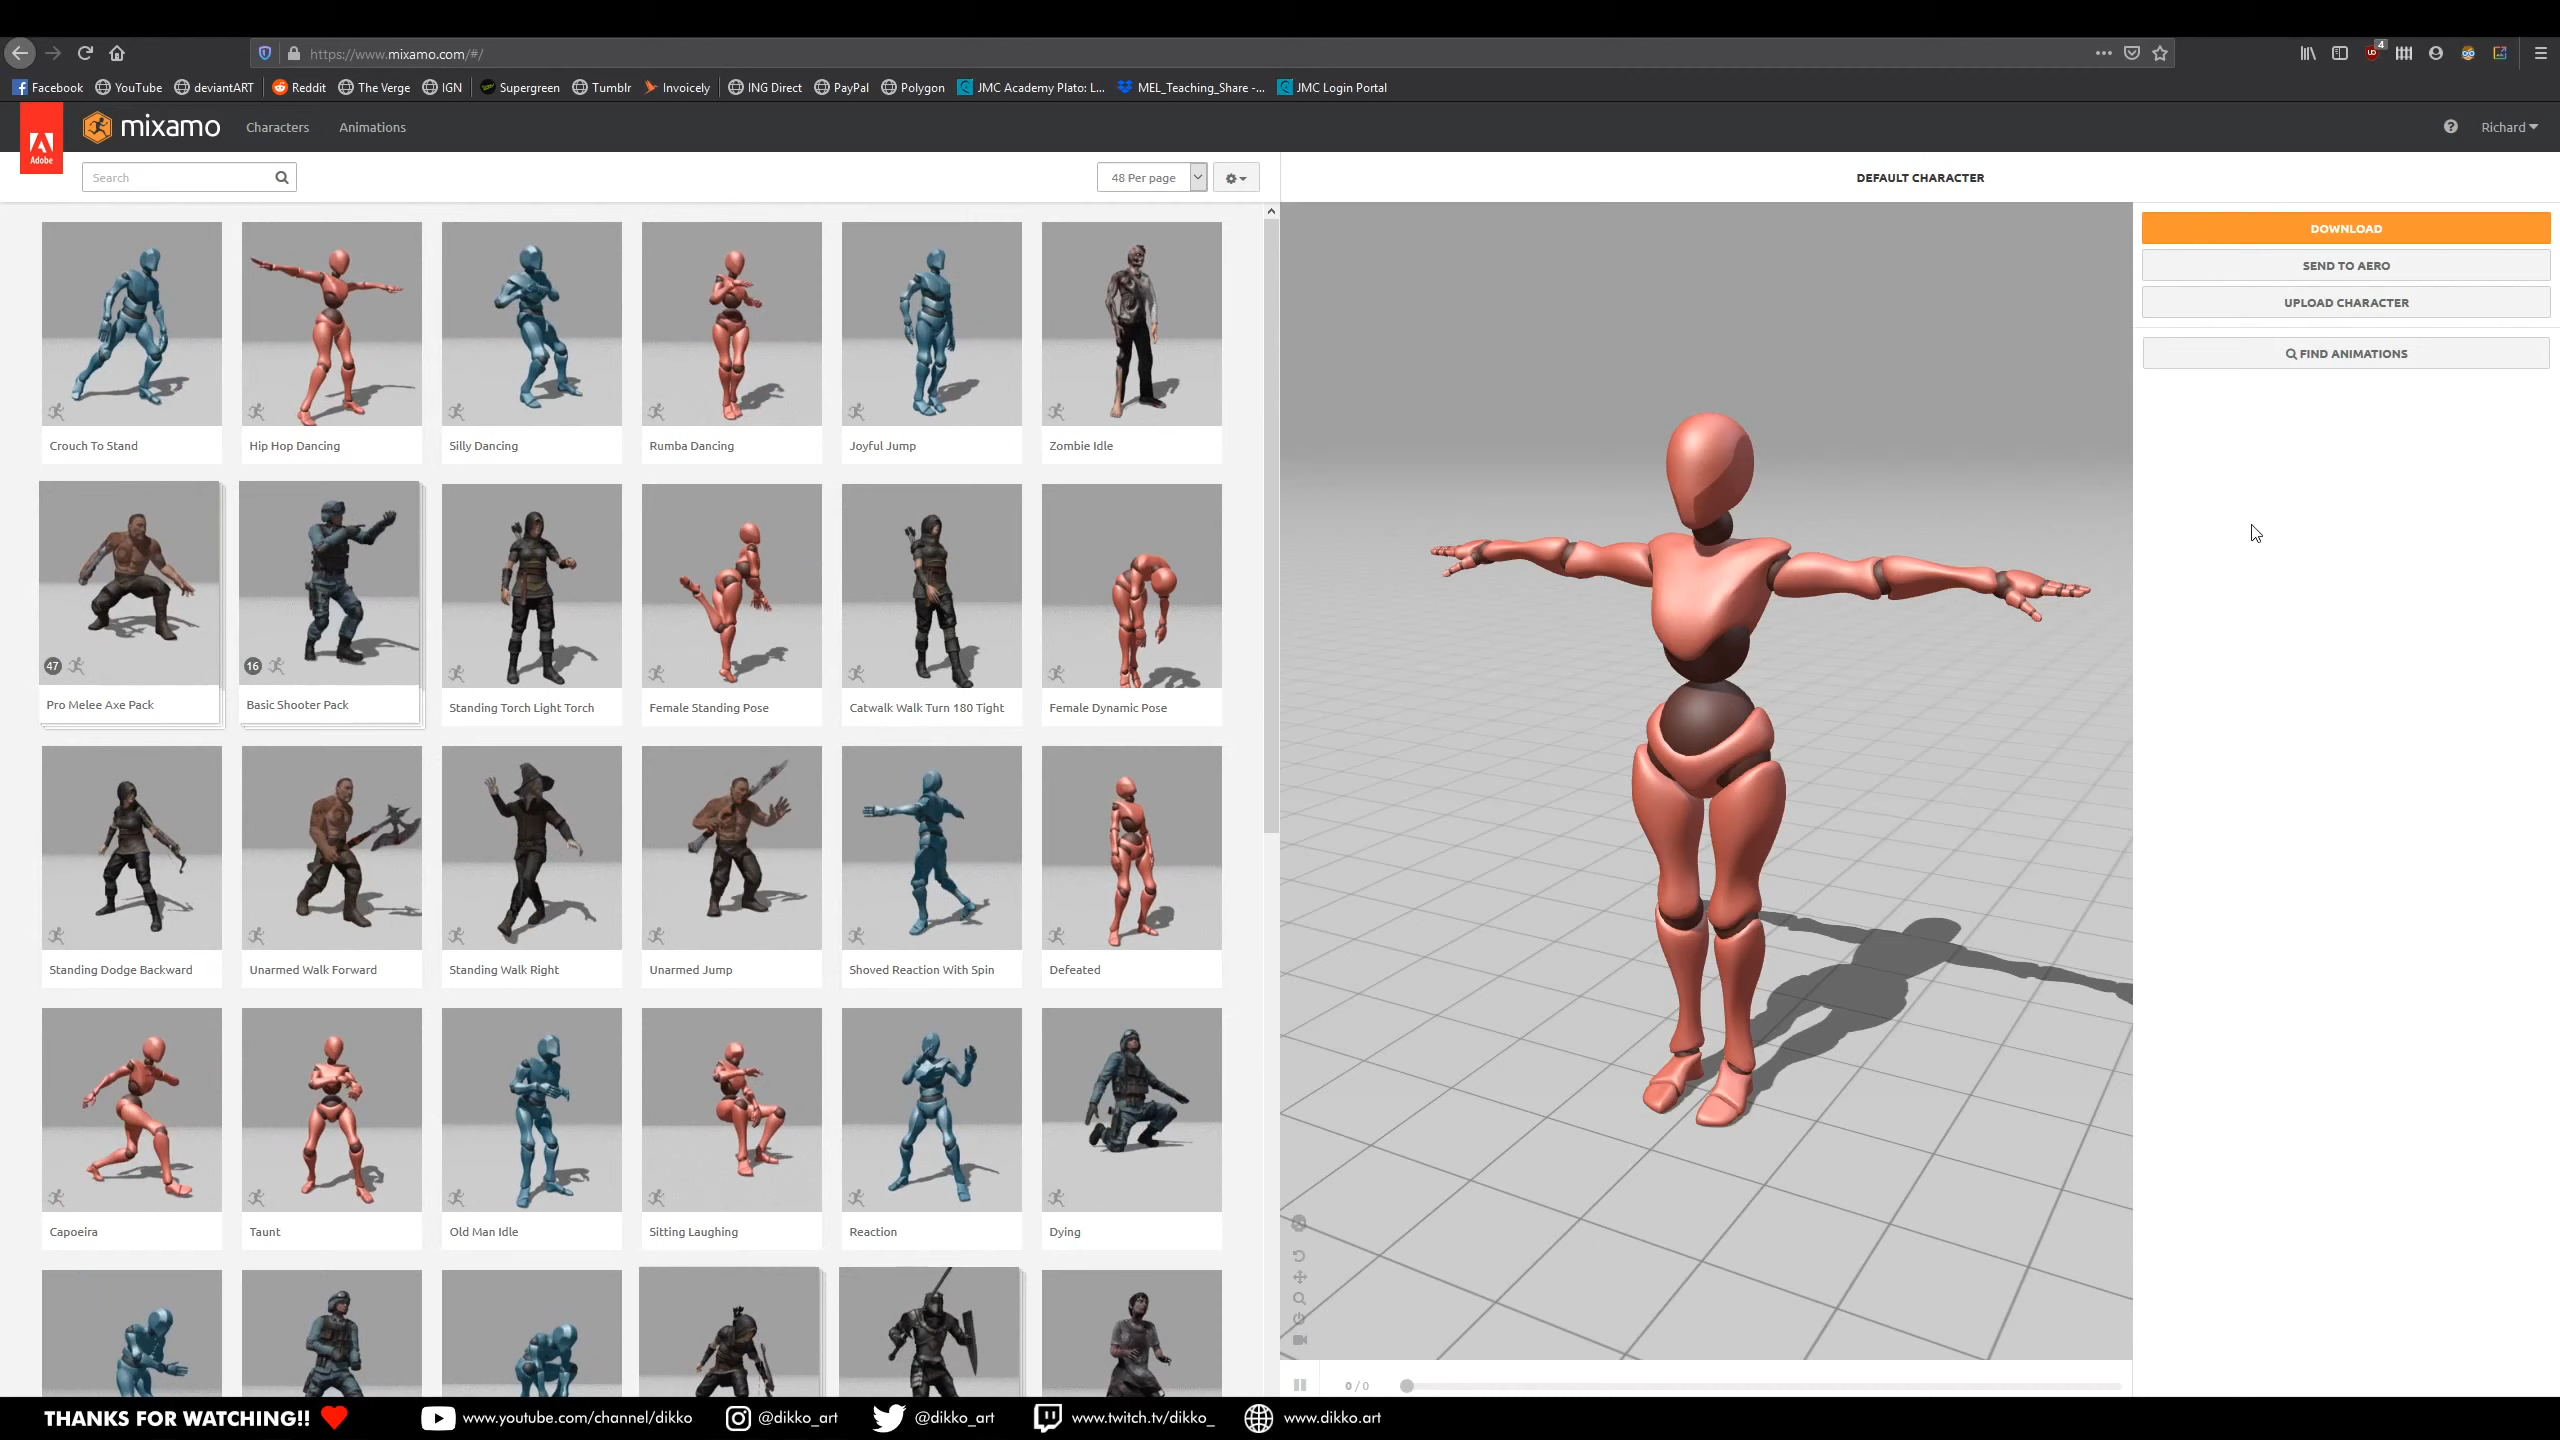 https://www.mixamo.com/#/
4
Facebook YouTube deviantART Reddit The Verge IGN Supergreen Tumblr Invoicely ING Direct PayPal Polygon JMC Academy Plato: L... MEL_Teaching_Share -... JMC Login Portal
Adobe
mixamo Characters Animations Richard
Search 48 Per page
DEFAULT CHARACTER
DOWNLOAD
SEND TO AERO
UPLOAD CHARACTER
FIND ANIMATIONS
Crouch To Stand Hip Hop Dancing Silly Dancing Rumba Dancing Joyful Jump Zombie Idle
47 16
Pro Melee Axe Pack Basic Shooter Pack Standing Torch Light Torch Female Standing Pose Catwalk Walk Turn 180 Tight Female Dynamic Pose
Standing Dodge Backward Unarmed Walk Forward Standing Walk Right Unarmed Jump Shoved Reaction With Spin Defeated
Capoeira Taunt Old Man Idle Sitting Laughing Reaction Dying
0 / 0
THANKS FOR WATCHING!! www.youtube.com/channel/dikko @dikko_art @dikko_art www.twitch.tv/dikko_ www.dikko.art